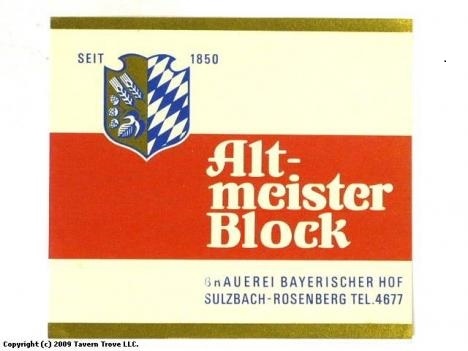 SEIT 1850
Alt-
meister
Block
BRAUEREI BAYERISCHER HOF
SULZBACH-ROSENBERG TEL.4677
Copyright (c) 2009 Tavern Trove LLC.